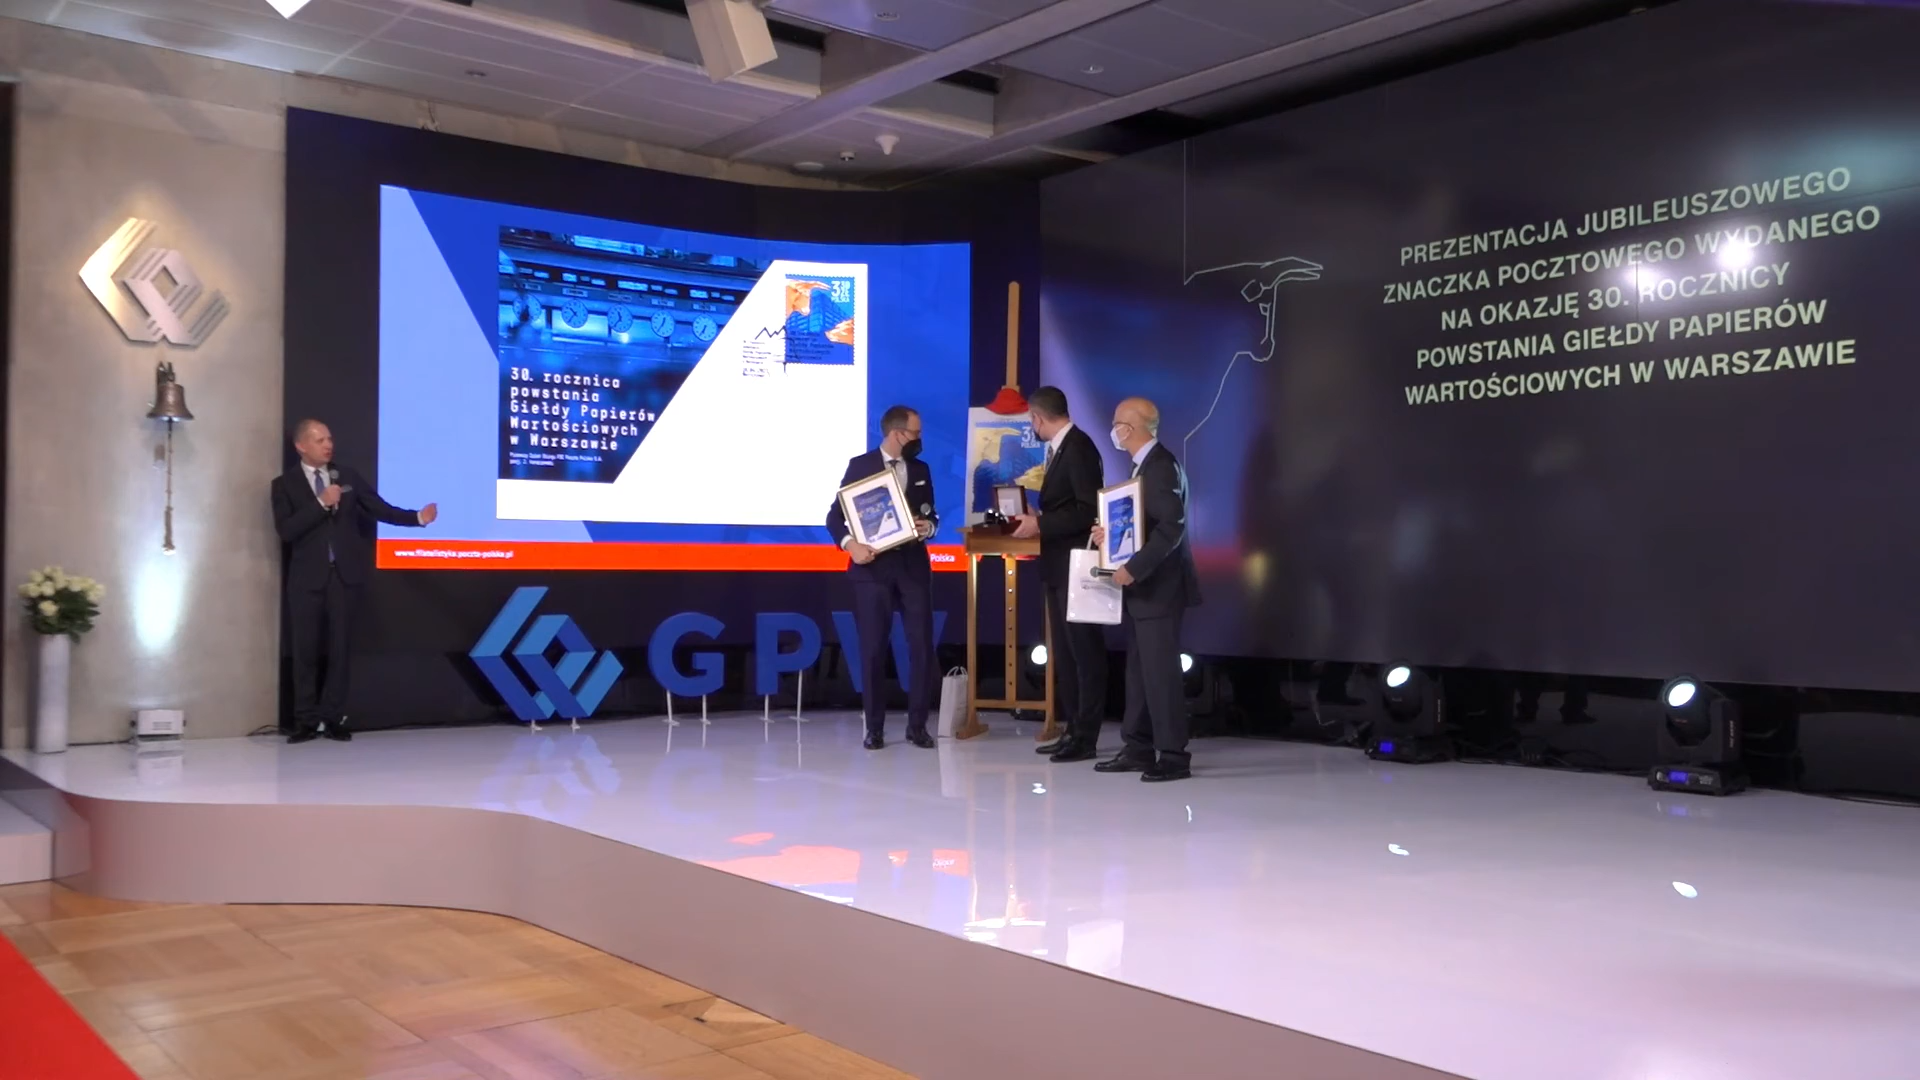 PREZENTACJA JUBILEUSZOWEGO
ZNACZKA POCZTOWEGO WYDANEGO
NA OKAZJĘ 30. ROCZNICY
POWSTANIA GIEŁDY PAPIERÓW
WARTOŚCIOWYCH W WARSZAWIE
30. rocznica
powstania
Giełdy Papierów
Wartościowych
w Warszawie
POLSKA
www.filatelistyka.poczta-polska.pl
Polska
GPW